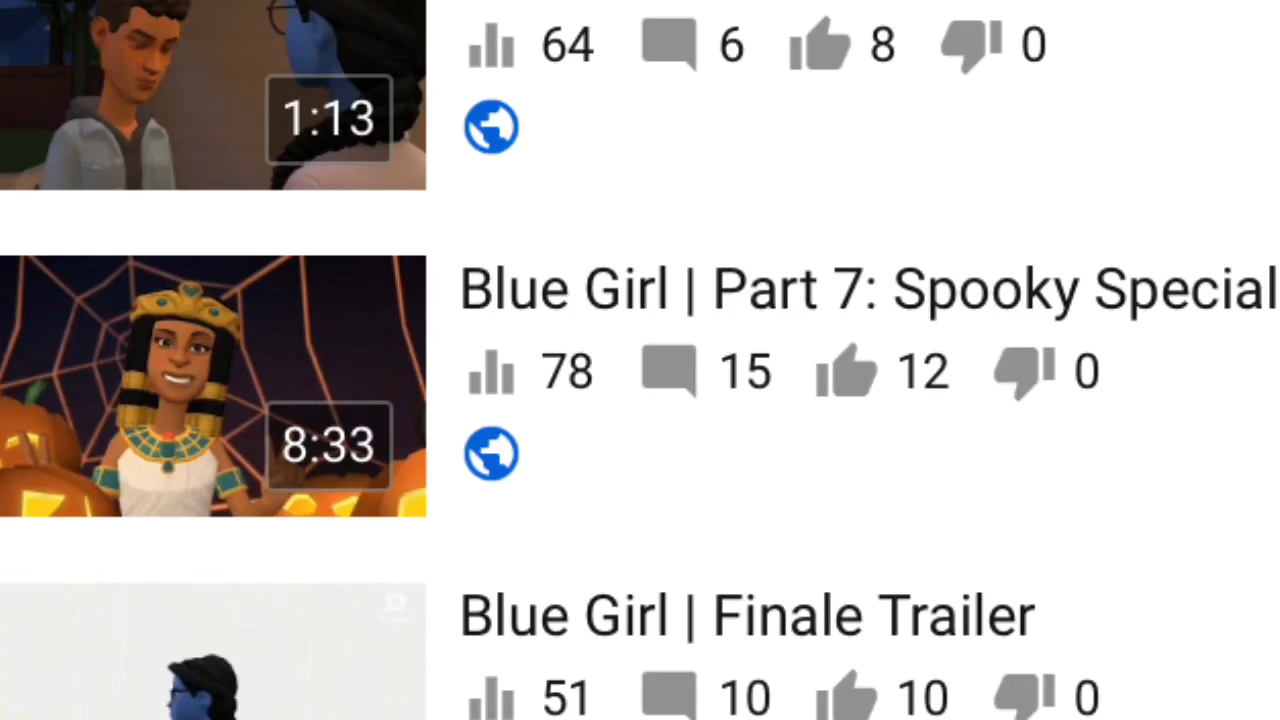 64 6 8 0
1:13
Blue Girl | Part 7: Spooky Special
78 15 12 0
8:33
Blue Girl | Finale Trailer
51 10 10 0